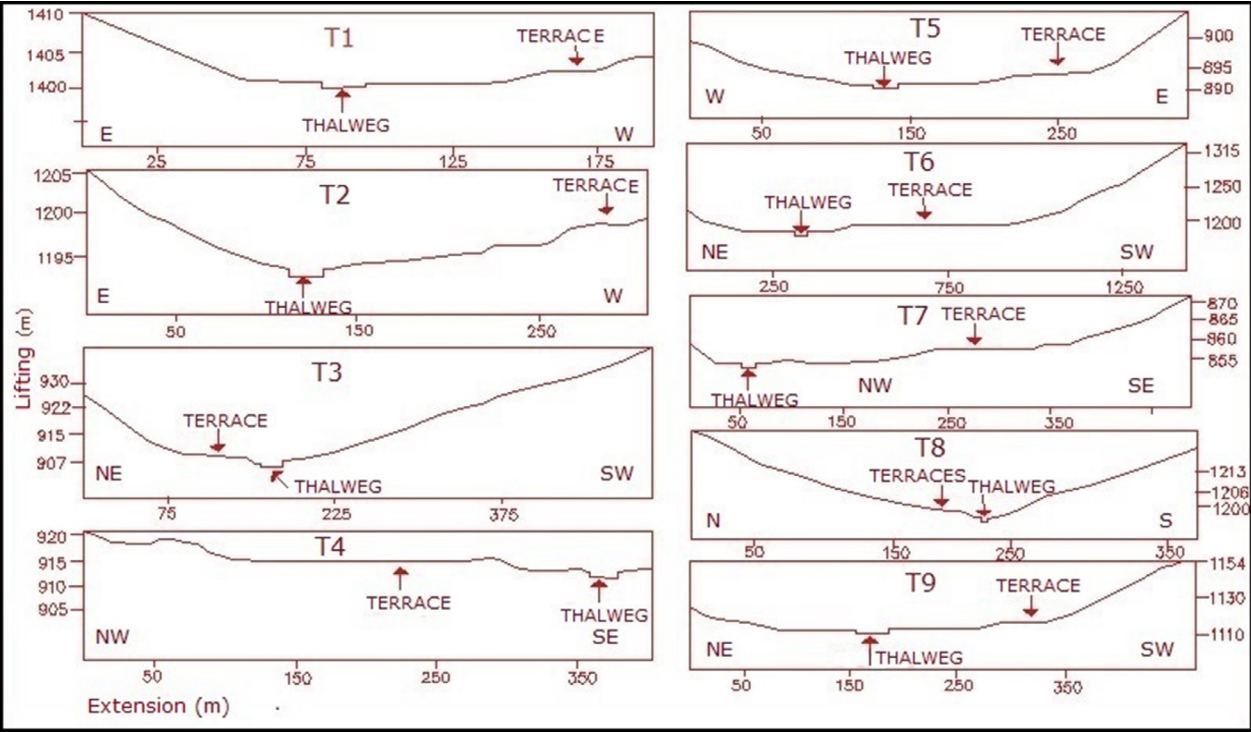 Lifting (m)
Extension (m)
T1
1410
1405
1400
TERRACE
THALWEG
E
W
25
75
125
175
T2
1205
1200
1195
TERRACE
THALWEG
E
W
50
150
250
T3
930
922
915
907
TERRACE
THALWEG
NE
SW
75
225
375
T4
920
915
910
905
TERRACE
THALWEG
NW
SE
50
150
250
350
T5
900
895
890
THALWEG
TERRACE
W
E
50
150
250
T6
1315
1250
1200
THALWEG
TERRACE
NE
SW
250
750
1250
T7
870
865
860
855
TERRACE
THALWEG
NW
SE
50
150
250
350
T8
1213
1206
1200
TERRACES
THALWEG
N
S
50
150
250
350
T9
1154
1130
1110
TERRACE
THALWEG
NE
SW
50
150
250
350